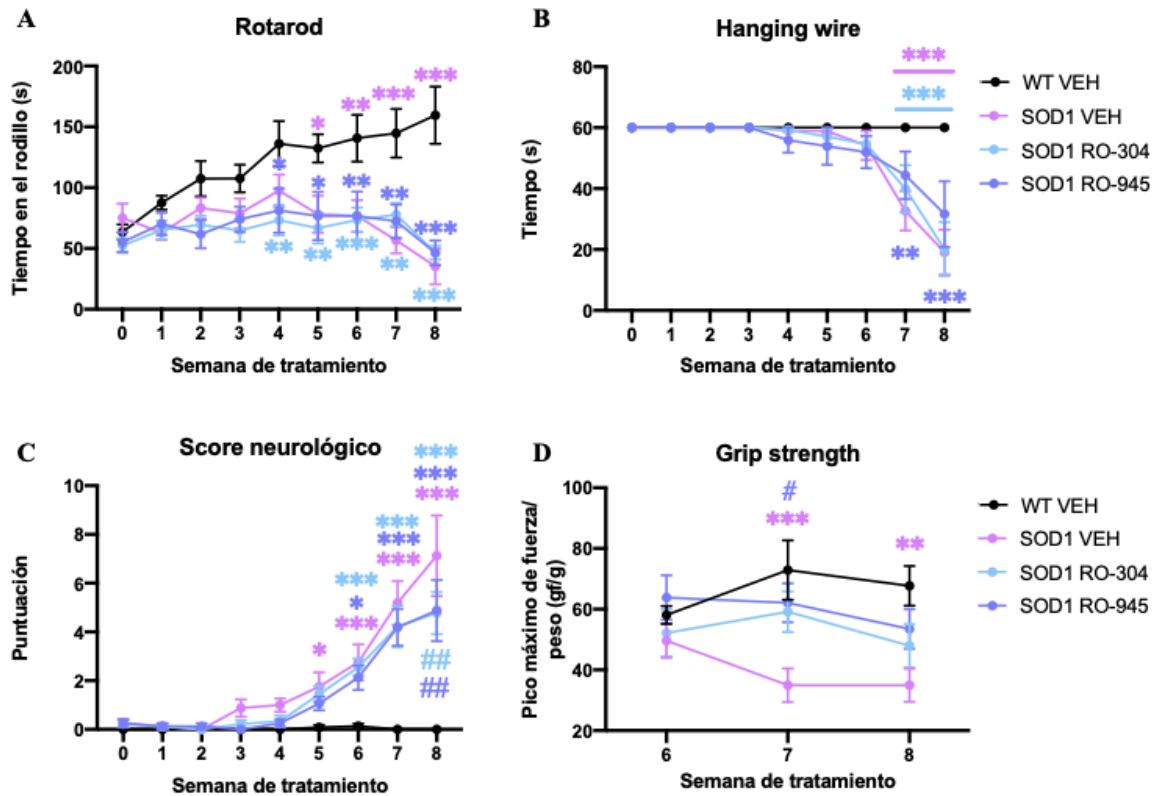 A
Rotarod
Tiempo en el rodillo (s)
200
150
100
50
0
***
***
**
*
*
*
**
**
***
**
**
***
**
***
0 1 2 3 4 5 6 7 8
Semana de tratamiento
B
Hanging wire
Tiempo (s)
80
60
40
20
0
***
***
**
***
0 1 2 3 4 5 6 7 8
Semana de tratamiento
WT VEH
SOD1 VEH
SOD1 RO-304
SOD1 RO-945
C
Score neurológico
Puntuación
10
8
6
4
2
0
***
***
***
***
***
***
***
*
***
*
##
##
0 1 2 3 4 5 6 7 8
Semana de tratamiento
D
Grip strength
Pico máximo de fuerza/
peso (gf/g)
100
80
60
40
20
#
***
**
6 7 8
Semana de tratamiento
WT VEH
SOD1 VEH
SOD1 RO-304
SOD1 RO-945